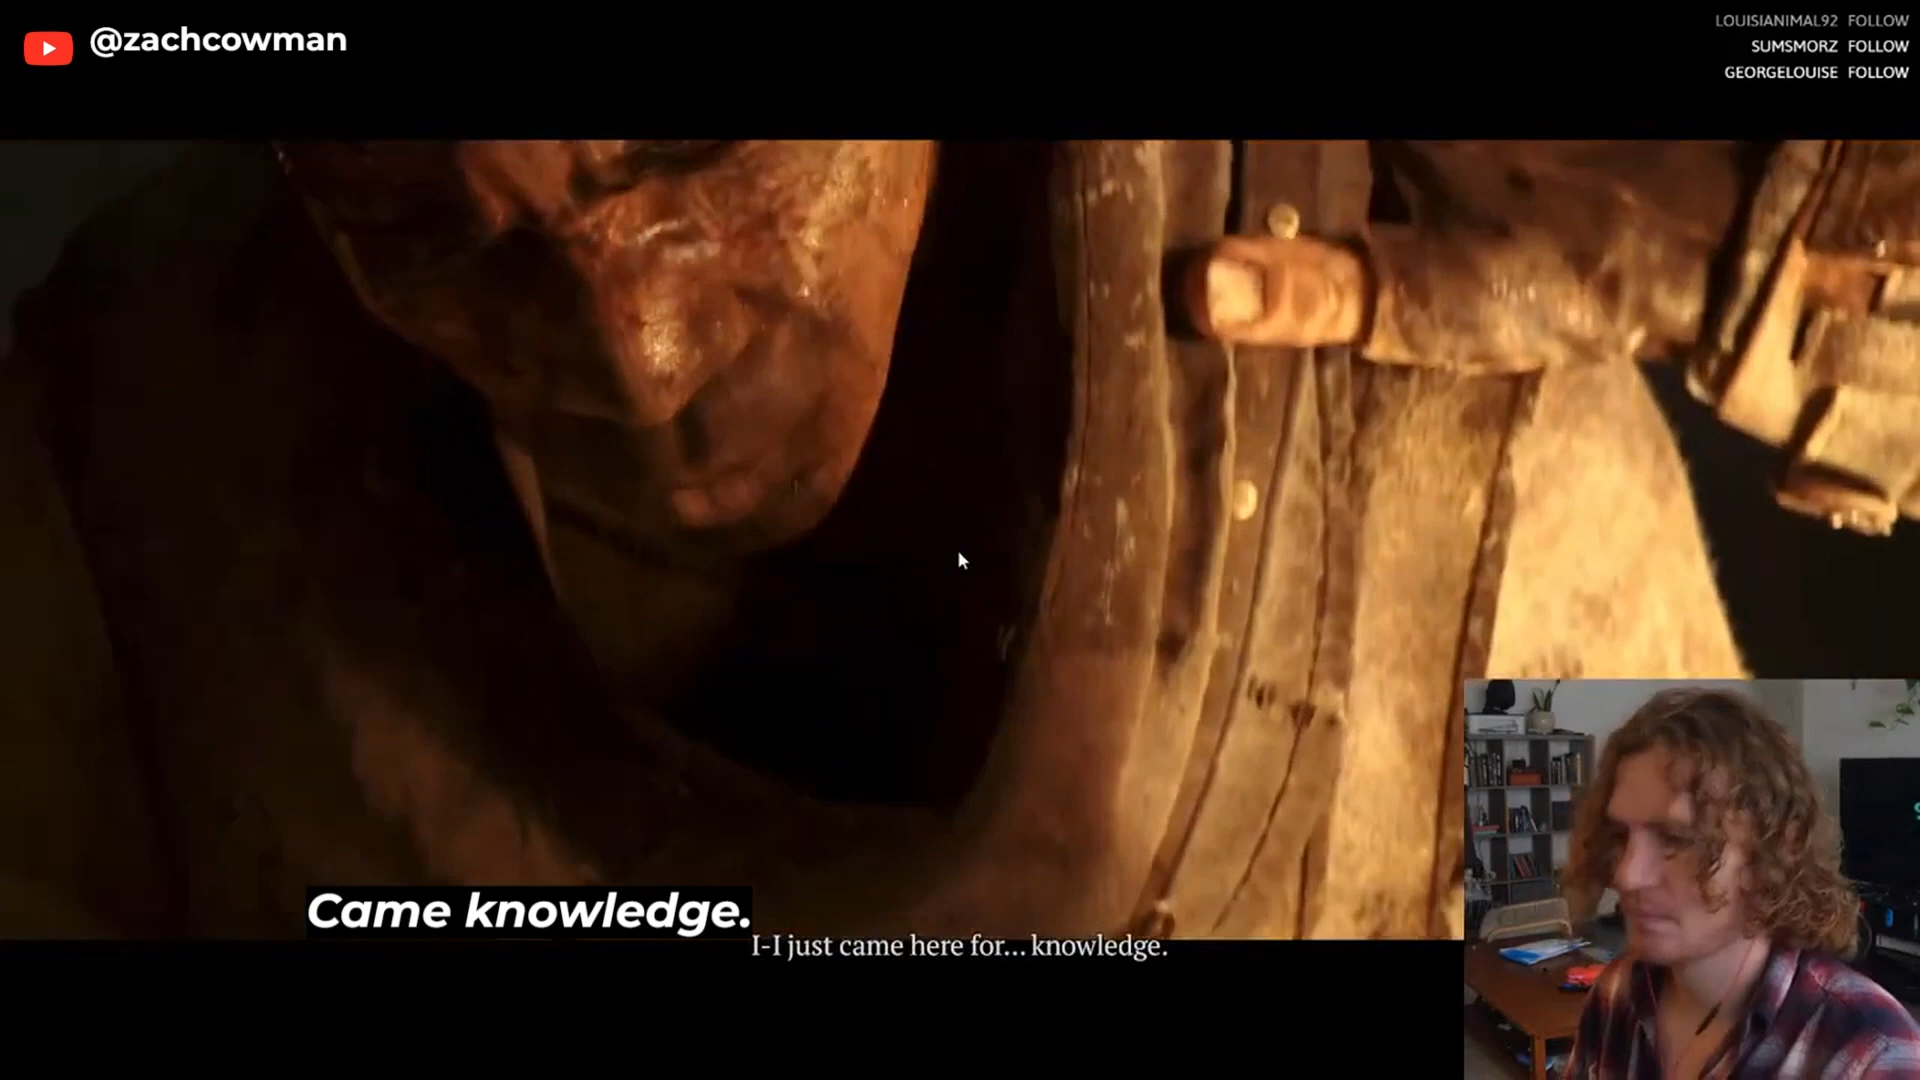 @zachcowman
LOUISIANIMAL92 FOLLOW
SUMSMORZ FOLLOW
GEORGELOUISE FOLLOW
Came knowledge.
I-I just came here for... knowledge.